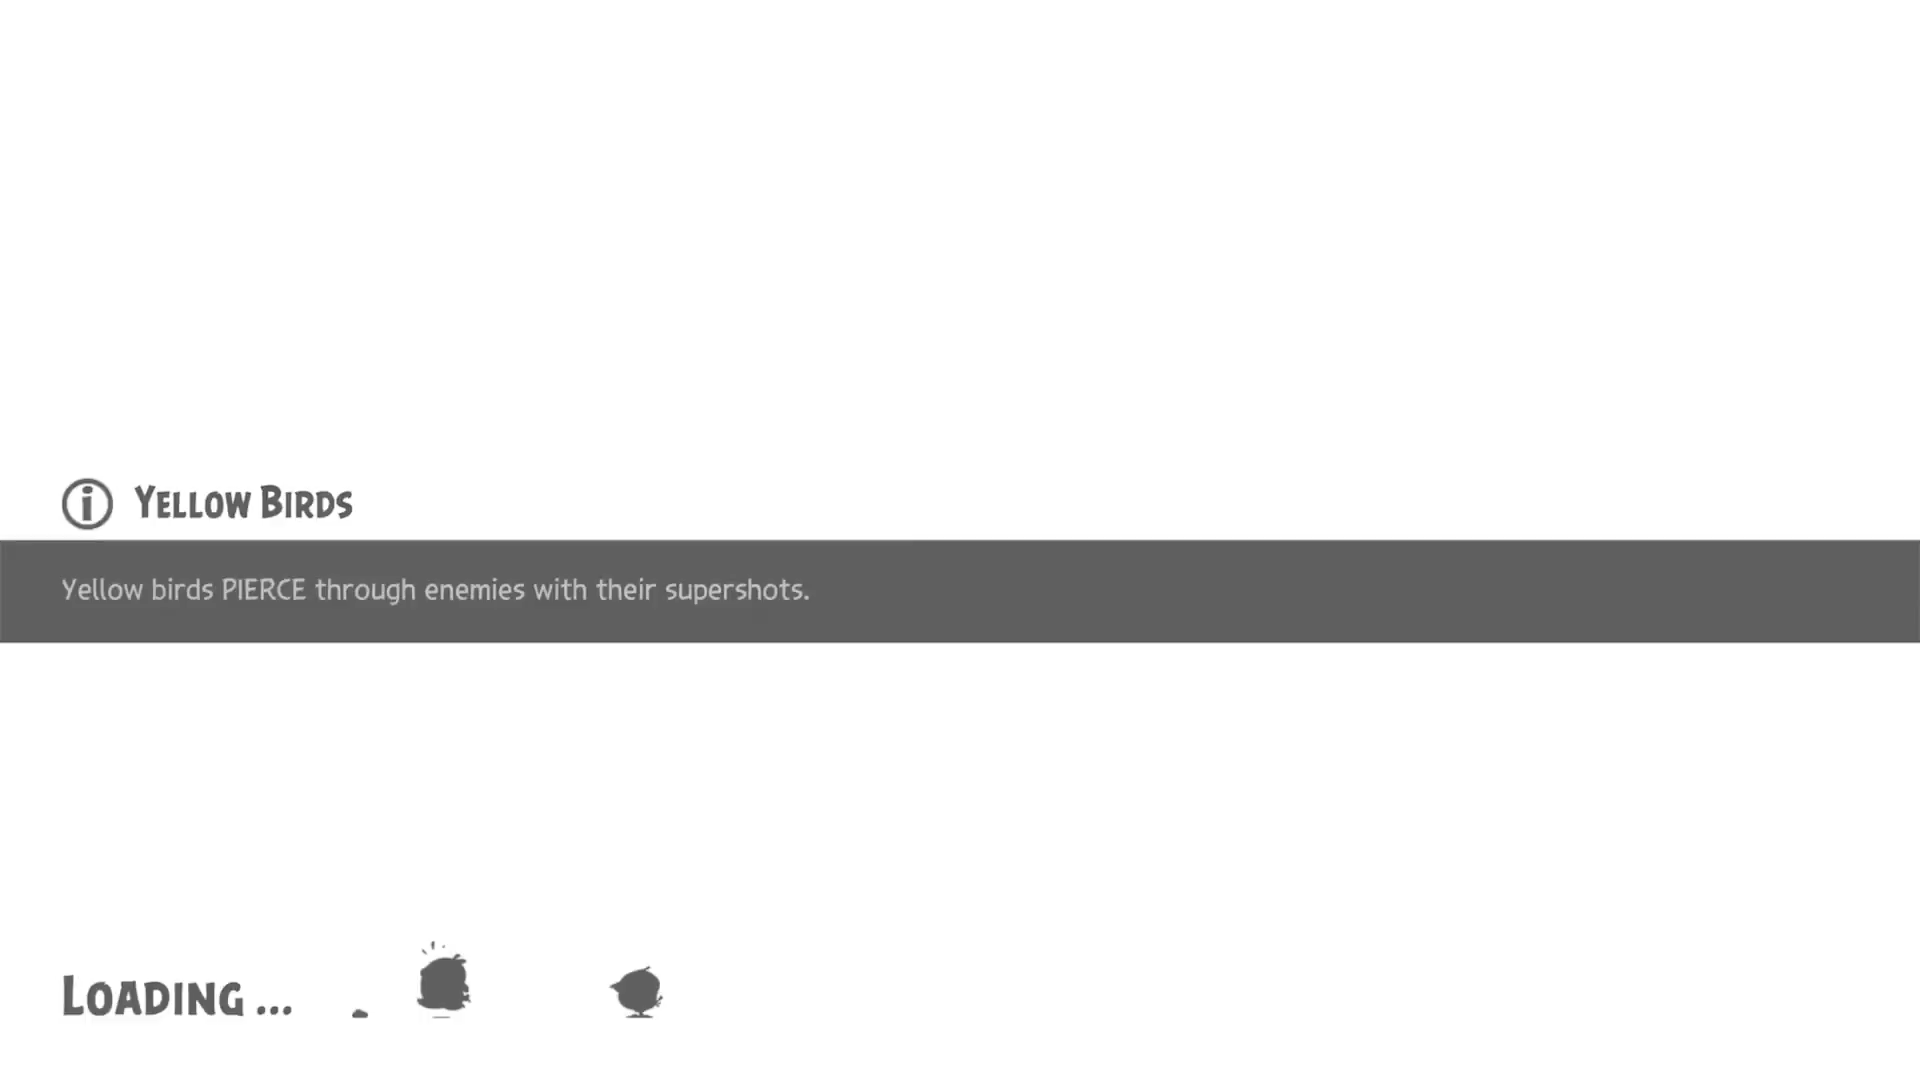 Yellow Birds
Yellow birds PIERCE through enemies with their supershots.
Loading ...